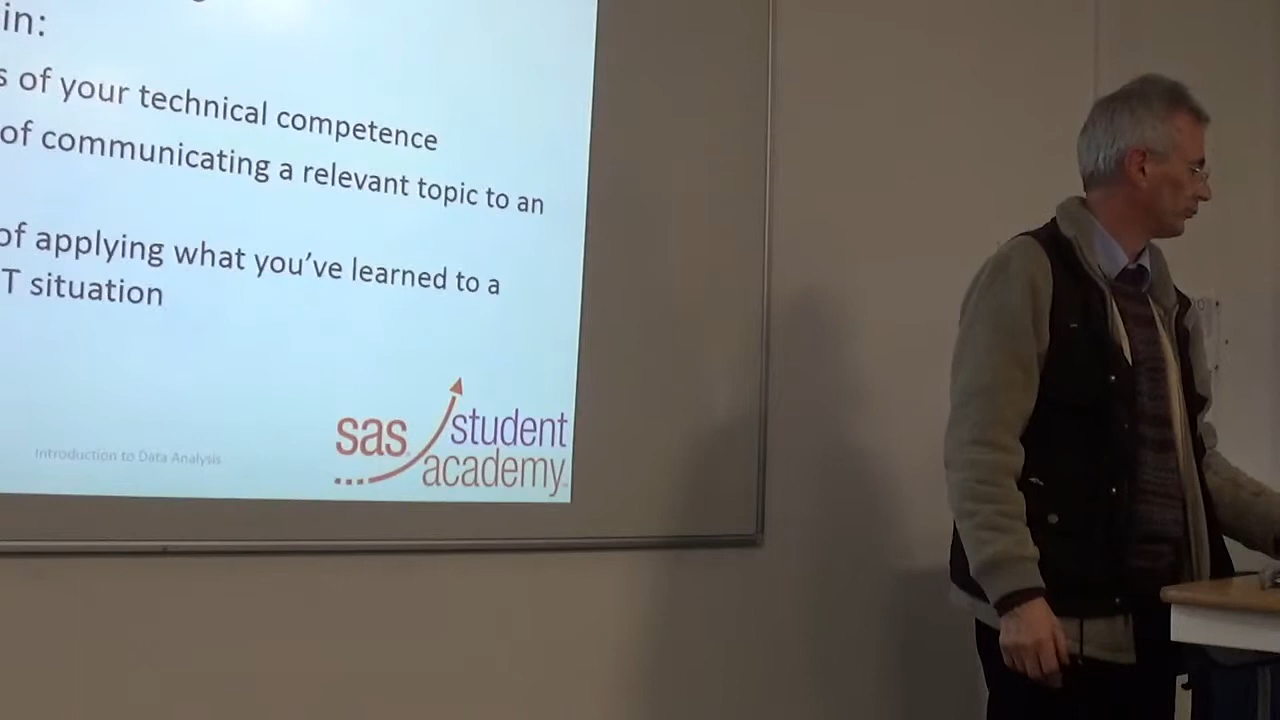 in:
of your technical competence
of communicating a relevant topic to an
of applying what you've learned to a
T situation
sas
student
academy
Introduction to Data Analysis